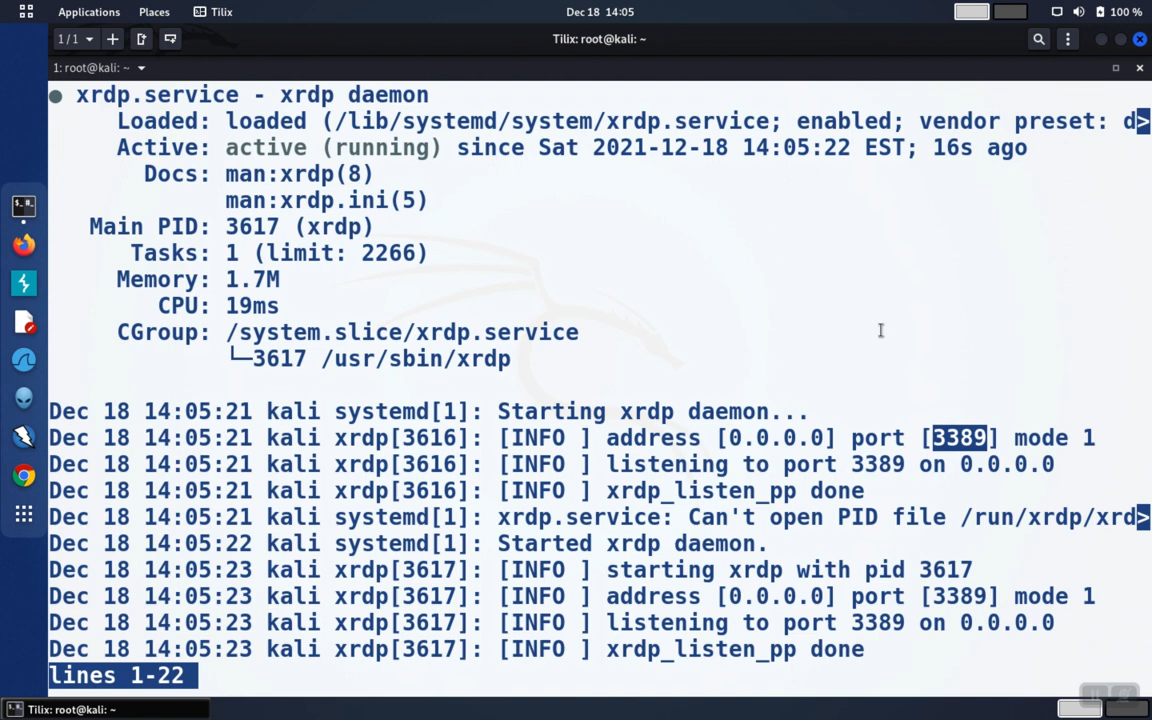 Applications Places Tilix Dec 18 14:05 100 %
1/1 Tilix: root@kali: ~
1: root@kali: ~
● xrdp.service - xrdp daemon
Loaded: loaded (/lib/systemd/system/xrdp.service; enabled; vendor preset: d>
Active: active (running) since Sat 2021-12-18 14:05:22 EST; 16s ago
Docs: man:xrdp(8)
man:xrdp.ini(5)
Main PID: 3617 (xrdp)
Tasks: 1 (limit: 2266)
Memory: 1.7M
CPU: 19ms
CGroup: /system.slice/xrdp.service
└─3617 /usr/sbin/xrdp
Dec 18 14:05:21 kali systemd[1]: Starting xrdp daemon...
Dec 18 14:05:21 kali xrdp[3616]: [INFO ] address [0.0.0.0] port [3389] mode 1
Dec 18 14:05:21 kali xrdp[3616]: [INFO ] listening to port 3389 on 0.0.0.0
Dec 18 14:05:21 kali xrdp[3616]: [INFO ] xrdp_listen_pp done
Dec 18 14:05:21 kali systemd[1]: xrdp.service: Can't open PID file /run/xrdp/xrd>
Dec 18 14:05:22 kali systemd[1]: Started xrdp daemon.
Dec 18 14:05:23 kali xrdp[3617]: [INFO ] starting xrdp with pid 3617
Dec 18 14:05:23 kali xrdp[3617]: [INFO ] address [0.0.0.0] port [3389] mode 1
Dec 18 14:05:23 kali xrdp[3617]: [INFO ] listening to port 3389 on 0.0.0.0
Dec 18 14:05:23 kali xrdp[3617]: [INFO ] xrdp_listen_pp done
lines 1-22
Tilix: root@kali: ~